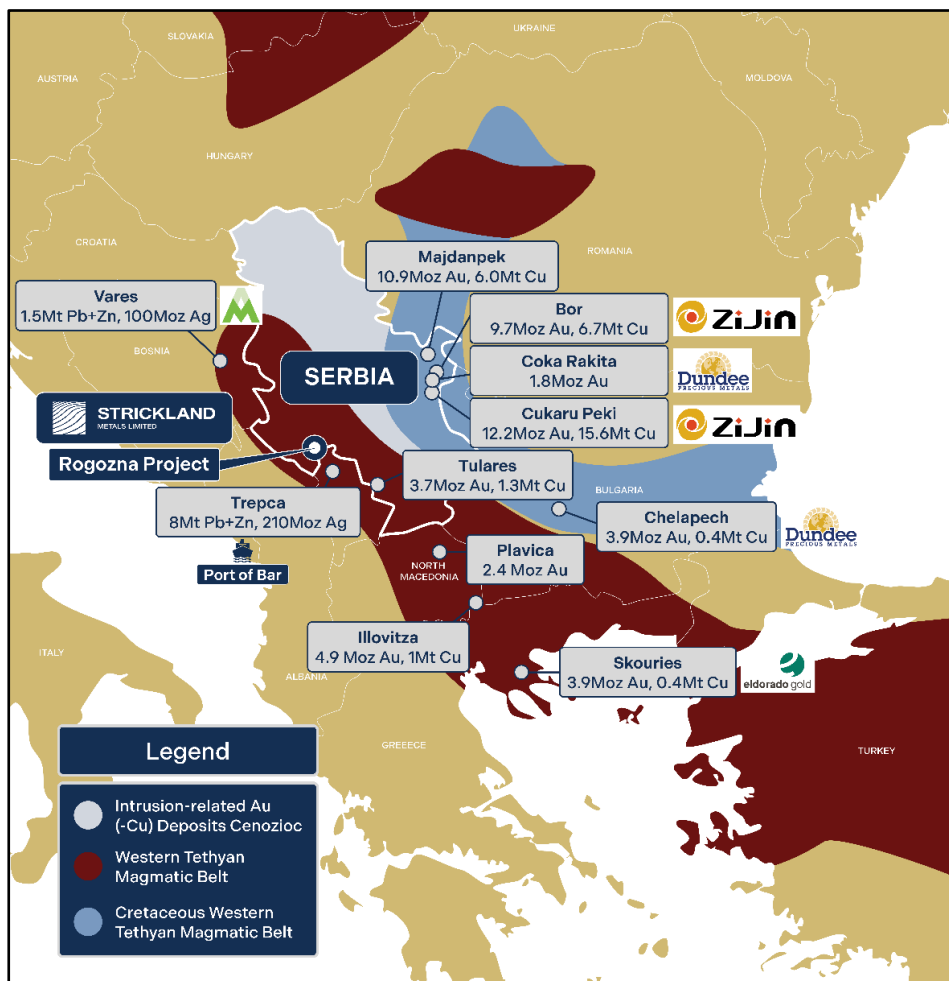 SLOVAKIA
UKRAINE
AUSTRIA
MOLDOVA
HUNGARY
CROATIA
ROMANIA
Majdanpek
10.9Moz Au, 6.0Mt Cu
Vares
1.5Mt Pb+Zn, 100Moz Ag
Bor
9.7Moz Au, 6.7Mt Cu
ZiJin
BOSNIA
SERBIA
Coka Rakita
1.8Moz Au
Dundee
PRECIOUS METALS
STRICKLAND
METALS LIMITED
Cukaru Peki
12.2Moz Au, 15.6Mt Cu
ZiJin
Rogozna Project
Tulares
3.7Moz Au, 1.3Mt Cu
Trepca
8Mt Pb+Zn, 210Moz Ag
BULGARIA
Chelapech
3.9Moz Au, 0.4Mt Cu
Dundee
PRECIOUS METALS
Port of Bar
Plavica
2.4 Moz Au
NORTH
MACEDONIA
Illovitza
4.9 Moz Au, 1Mt Cu
ITALY
ALBANIA
Skouries
3.9Moz Au, 0.4Mt Cu
eldorado gold
GREEECE
TURKEY
Legend
Intrusion-related Au
(-Cu) Deposits Cenozioc
Western Tethyan
Magmatic Belt
Cretaceous Western
Tethyan Magmatic Belt